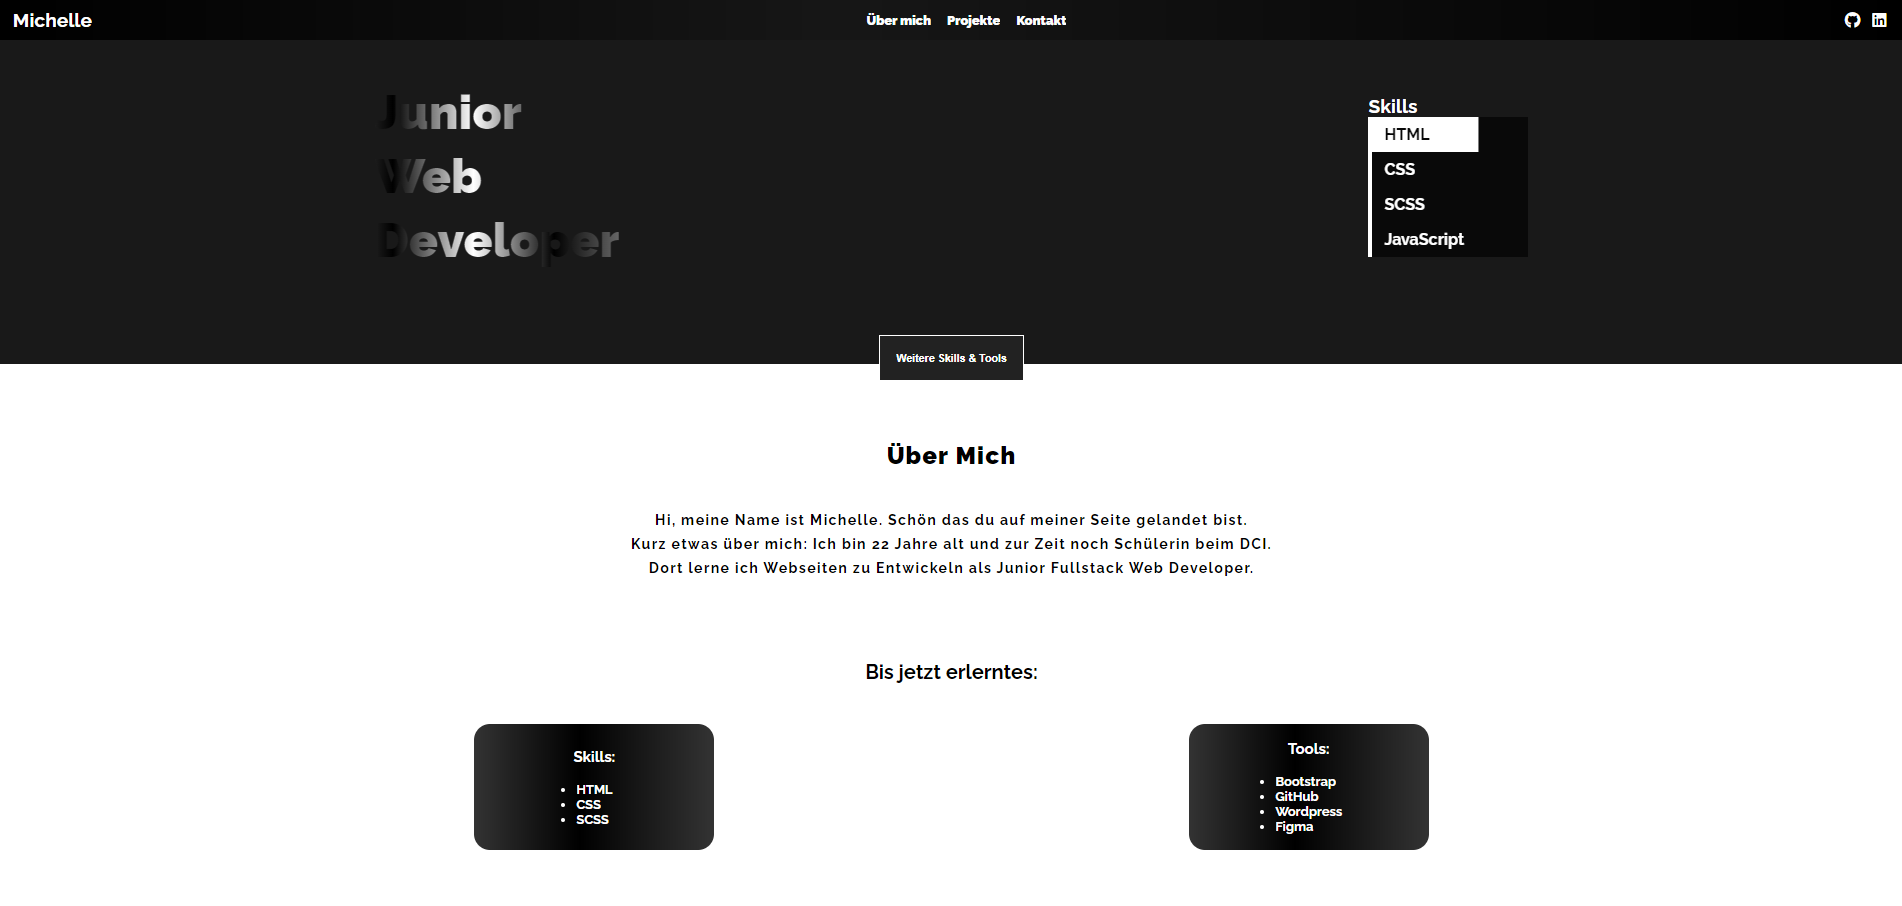 Michelle
Über mich Projekte Kontakt
Junior
Web
Developer
Skills
HTML
CSS
SCSS
JavaScript
Weitere Skills & Tools
Über Mich
Hi, meine Name ist Michelle. Schön das du auf meiner Seite gelandet bist.
Kurz etwas über mich: Ich bin 22 Jahre alt und zur Zeit noch Schülerin beim DCI.
Dort lerne ich Webseiten zu Entwickeln als Junior Fullstack Web Developer.
Bis jetzt erlerntes:
Skills:
HTML
CSS
SCSS
Tools:
Bootstrap
GitHub
Wordpress
Figma